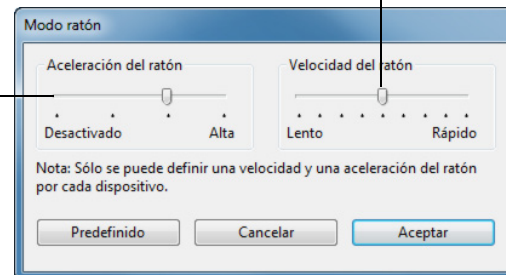 Modo ratón
Aceleración del ratón
Desactivado Alta
Velocidad del ratón
Lento Rápido
Nota: Sólo se puede definir una velocidad y una aceleración del ratón
por cada dispositivo.
Predefinido Cancelar Aceptar